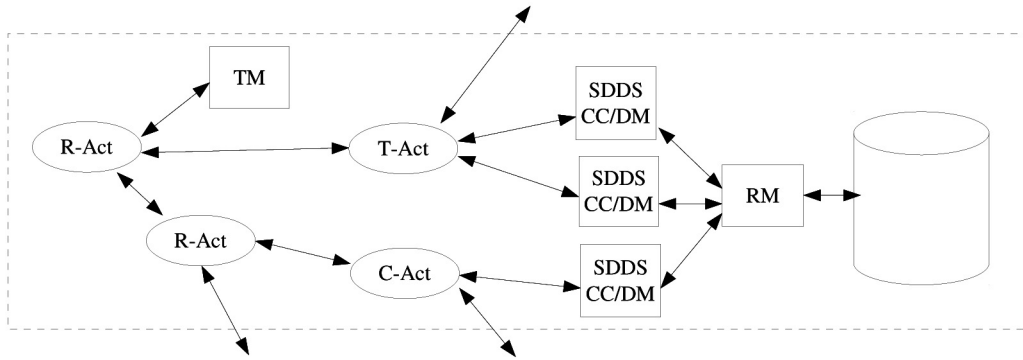 TM
SDDS
CC/DM
R-Act
T-Act
SDDS
CC/DM
RM
R-Act
C-Act
SDDS
CC/DM